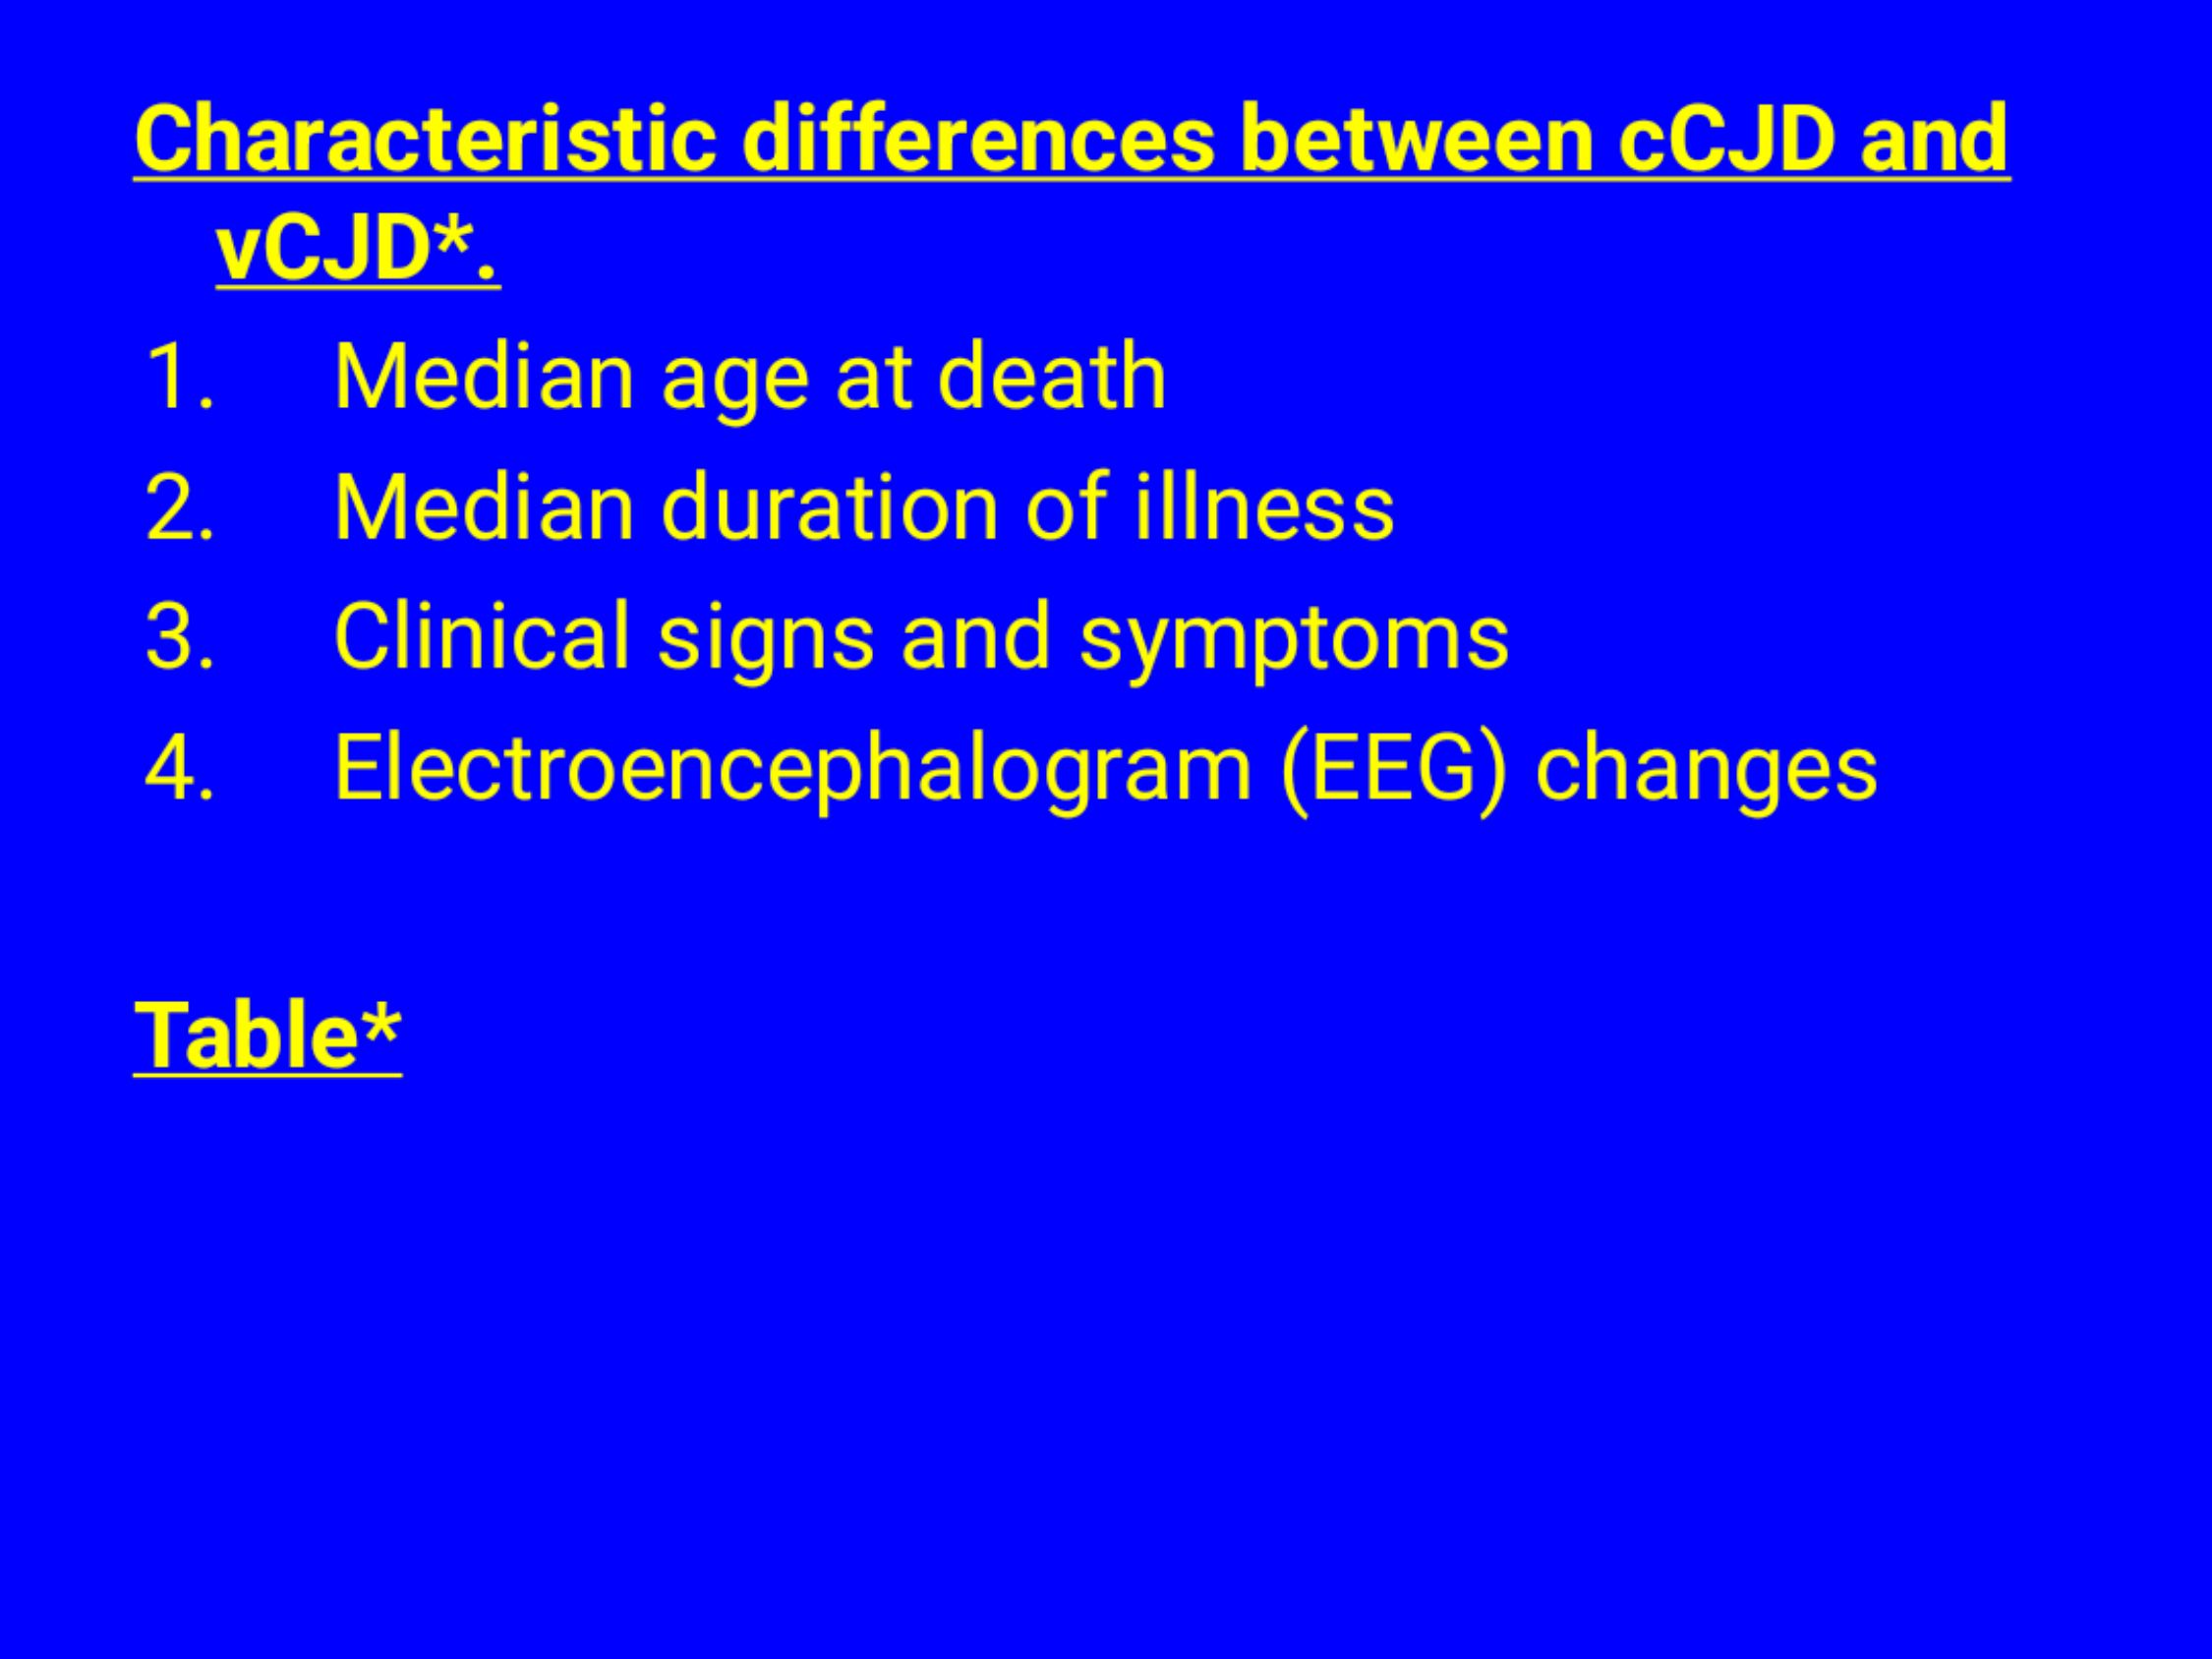 Characteristic differences between cCJD and
vCJD*.
1. Median age at death
2. Median duration of illness
3. Clinical signs and symptoms
4. Electroencephalogram (EEG) changes
Table*